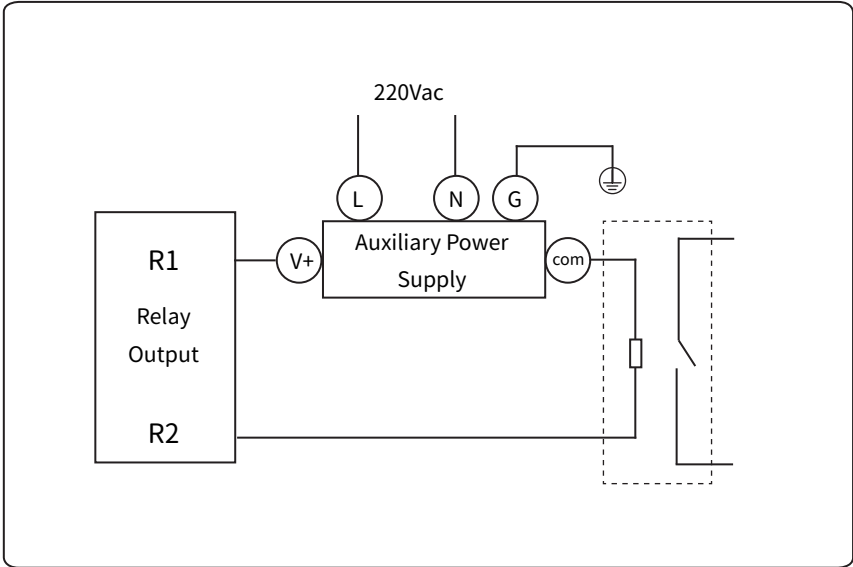 220Vac
L
N
G
R1
V+
Auxiliary Power
Supply
com
Relay
Output
R2